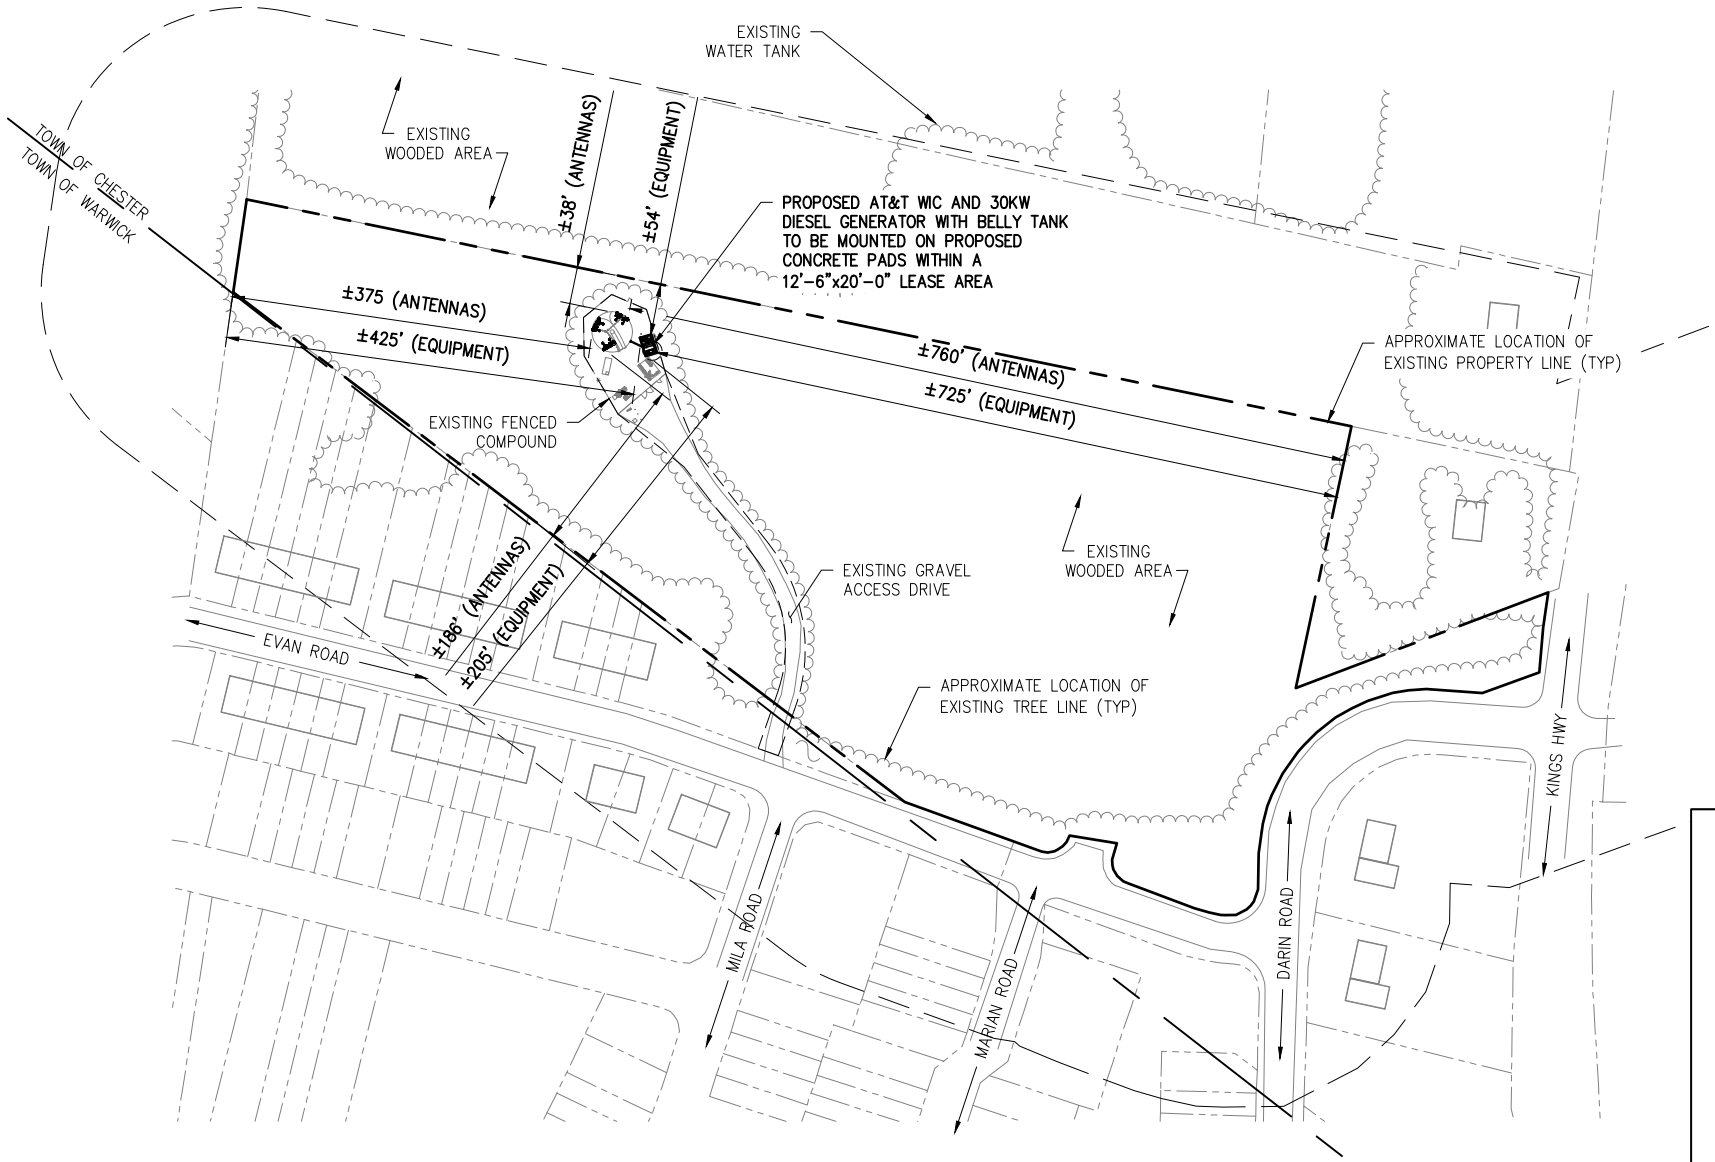 EXISTING
WATER TANK
TOWN OF CHESTER
TOWN OF WARWICK
EXISTING
WOODED AREA
±38' (ANTENNAS)
±54' (EQUIPMENT)
PROPOSED AT&T WIC AND 30KW
DIESEL GENERATOR WITH BELLY TANK
TO BE MOUNTED ON PROPOSED
CONCRETE PADS WITHIN A
12'-6"x20'-0" LEASE AREA
±375 (ANTENNAS)
±425' (EQUIPMENT)
±760' (ANTENNAS)
±725' (EQUIPMENT)
APPROXIMATE LOCATION OF
EXISTING PROPERTY LINE (TYP)
EXISTING FENCED
COMPOUND
±186' (ANTENNAS)
±205' (EQUIPMENT)
EXISTING GRAVEL
ACCESS DRIVE
EXISTING
WOODED AREA
EVAN ROAD
APPROXIMATE LOCATION OF
EXISTING TREE LINE (TYP)
KINGS HWY
MILA ROAD
MARIAN ROAD
DARIN ROAD